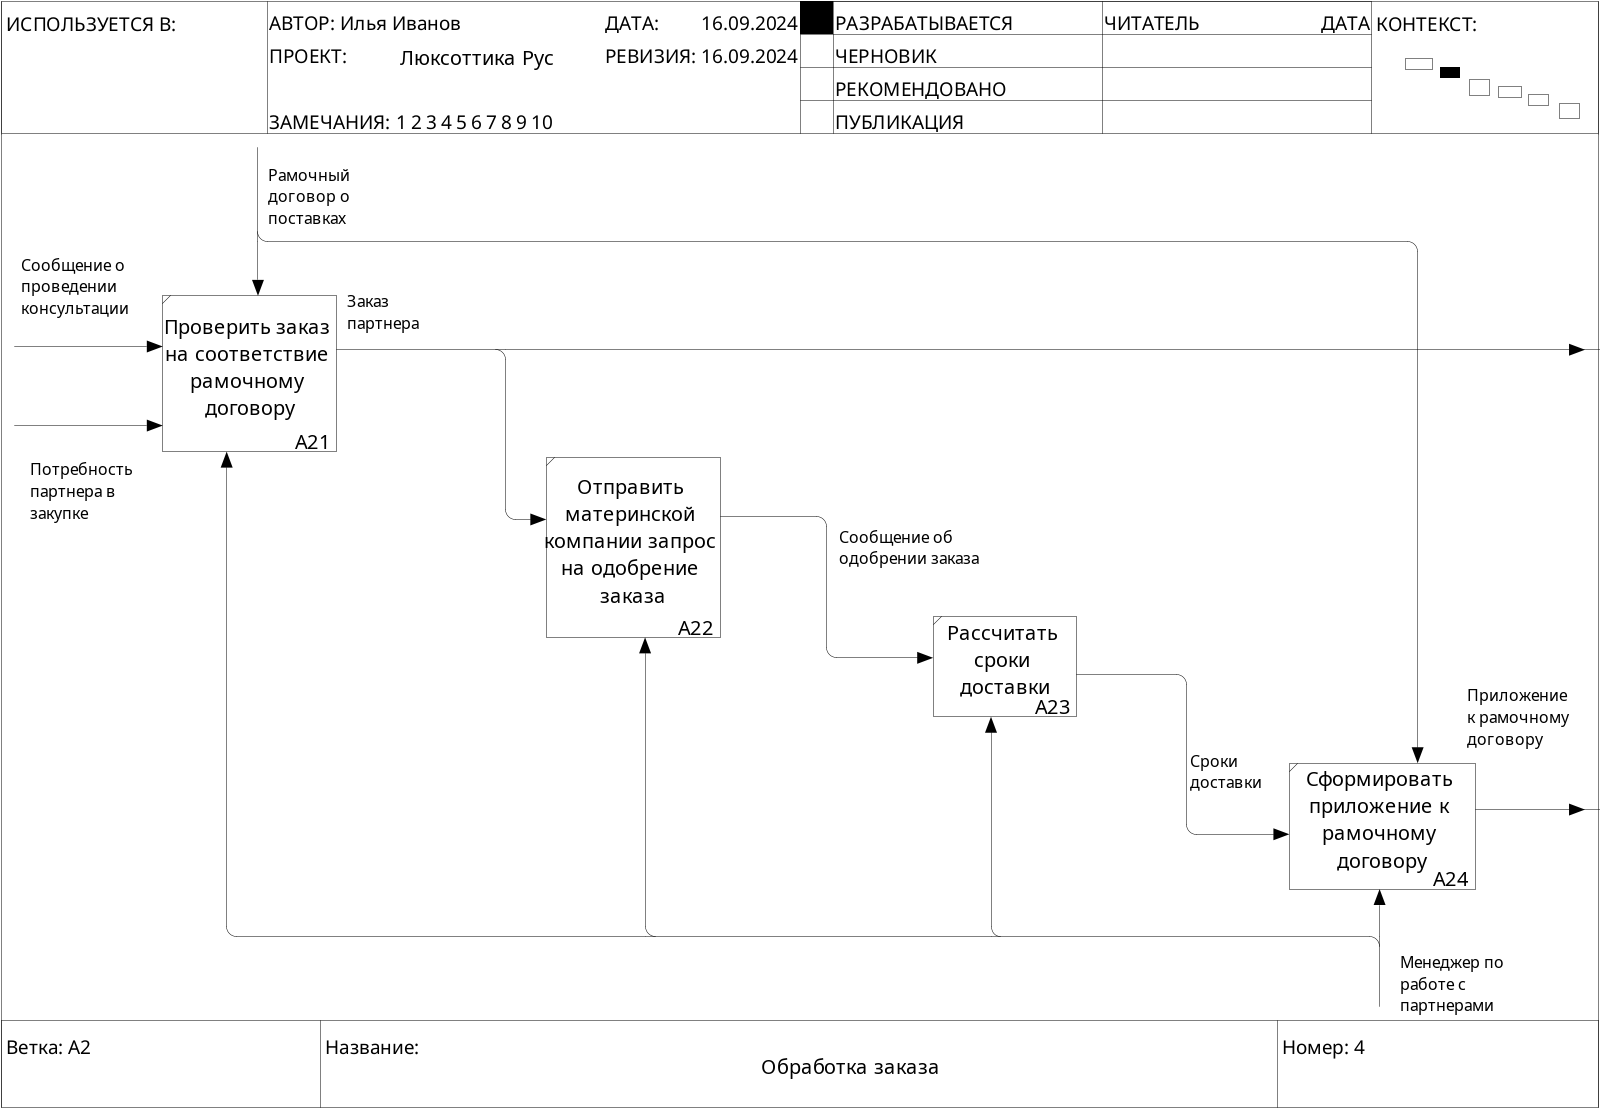 ИСПОЛЬЗУЕТСЯ В:
АВТОР: Илья Иванов
ДАТА: 16.09.2024
ПРОЕКТ: Люксоттика Рус
РЕВИЗИЯ: 16.09.2024
ЗАМЕЧАНИЯ: 1 2 3 4 5 6 7 8 9 10
РАЗРАБАТЫВАЕТСЯ
ЧЕРНОВИК
РЕКОМЕНДОВАНО
ПУБЛИКАЦИЯ
ЧИТАТЕЛЬ
ДАТА
КОНТЕКСТ:
Рамочный
договор о
поставках
Сообщение о
проведении
консультации
Проверить заказ
на соответствие
рамочному
договору
A21
Заказ
партнера
Потребность
партнера в
закупке
Отправить
материнской
компании запрос
на одобрение
заказа
A22
Сообщение об
одобрении заказа
Рассчитать
сроки
доставки
A23
Сроки
доставки
Приложение
к рамочному
договору
Сформировать
приложение к
рамочному
договору
A24
Менеджер по
работе с
партнерами
Ветка: A2
Название:
Обработка заказа
Номер: 4